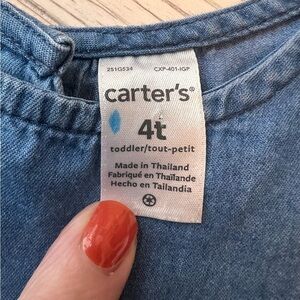 251G534 CXP-401-IGP
carter's®
4t
toddler/tout-petit
Made in Thailand
Fabriqué en Thaïlande
Hecho en Tailandia